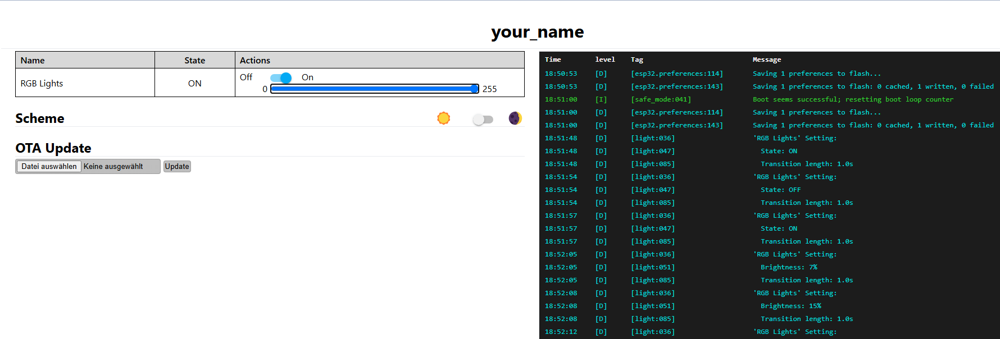 your_name
Name State Actions
RGB Lights ON Off On
0 255
Scheme
OTA Update
Datei auswählen Keine ausgewählt Update
Time level Tag Message
18:50:53 [D] [esp32.preferences:114] Saving 1 preferences to flash...
18:50:53 [D] [esp32.preferences:143] Saving 1 preferences to flash: 0 cached, 1 written, 0 failed
18:51:00 [I] [safe_mode:041] Boot seems successful; resetting boot loop counter
18:51:00 [D] [esp32.preferences:114] Saving 1 preferences to flash...
18:51:00 [D] [esp32.preferences:143] Saving 1 preferences to flash: 0 cached, 1 written, 0 failed
18:51:48 [D] [light:036] 'RGB Lights' Setting:
18:51:48 [D] [light:047] State: ON
18:51:48 [D] [light:085] Transition length: 1.0s
18:51:54 [D] [light:036] 'RGB Lights' Setting:
18:51:54 [D] [light:047] State: OFF
18:51:54 [D] [light:085] Transition length: 1.0s
18:51:57 [D] [light:036] 'RGB Lights' Setting:
18:51:57 [D] [light:047] State: ON
18:51:57 [D] [light:085] Transition length: 1.0s
18:52:05 [D] [light:036] 'RGB Lights' Setting:
18:52:05 [D] [light:051] Brightness: 7%
18:52:05 [D] [light:085] Transition length: 1.0s
18:52:08 [D] [light:036] 'RGB Lights' Setting:
18:52:08 [D] [light:051] Brightness: 15%
18:52:08 [D] [light:085] Transition length: 1.0s
18:52:12 [D] [light:036] 'RGB Lights' Setting: